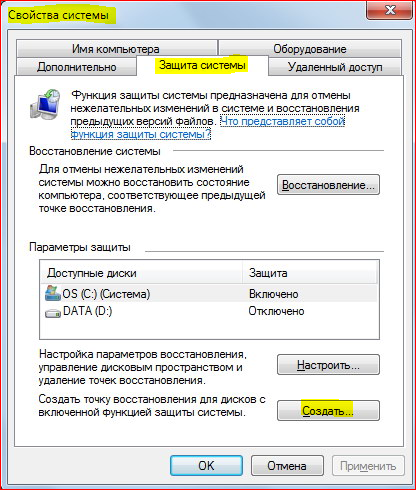 Свойства системы
Имя компьютера
Оборудование
Дополнительно
Защита системы
Удаленный доступ
Функция защиты системы предназначена для отмены
нежелательных изменений в системе и восстановления
предыдущих версий файлов. Что представляет собой
функция защиты системы?
Восстановление системы
Для отмены нежелательных изменений
системы можно восстановить состояние
компьютера, соответствующее предыдущей
точке восстановления.
Восстановление...
Параметры защиты
Доступные диски
Защита
OS (C:) (Система)
Включено
DATA (D:)
Отключено
Настройка параметров восстановления,
управление дисковым пространством и
удаление точек восстановления.
Настроить...
Создать точку восстановления для дисков с
включенной функцией защиты системы.
Создать...
OK
Отмена
Применить